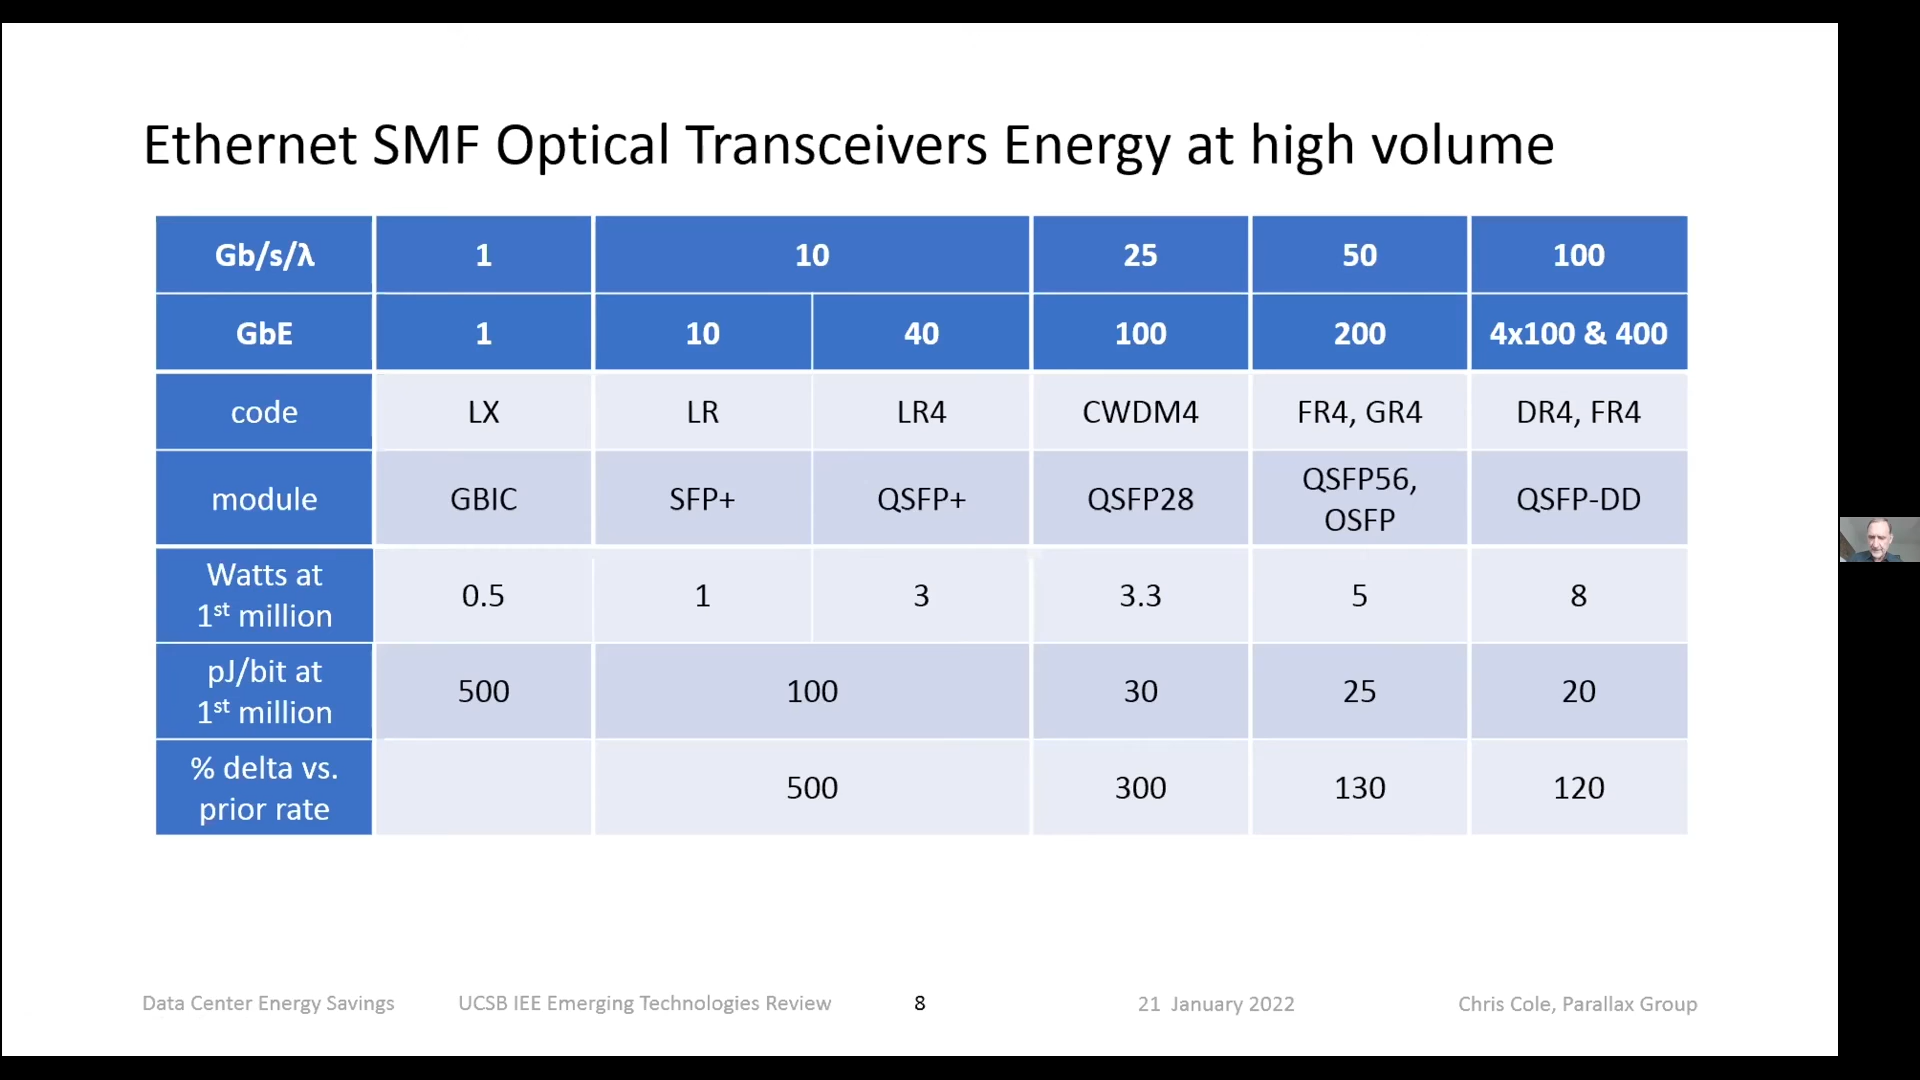 Ethernet SMF Optical Transceivers Energy at high volume
Gb/s/λ 1 10 25 50 100
GbE 1 10 40 100 200 4x100 & 400
code LX LR LR4 CWDM4 FR4, GR4 DR4, FR4
module GBIC SFP+ QSFP+ QSFP28 QSFP56, OSFP QSFP-DD
Watts at 1st million 0.5 1 3 3.3 5 8
pJ/bit at 1st million 500 100 30 25 20
% delta vs. prior rate 500 300 130 120
Data Center Energy Savings UCSB IEE Emerging Technologies Review 8 21 January 2022 Chris Cole, Parallax Group